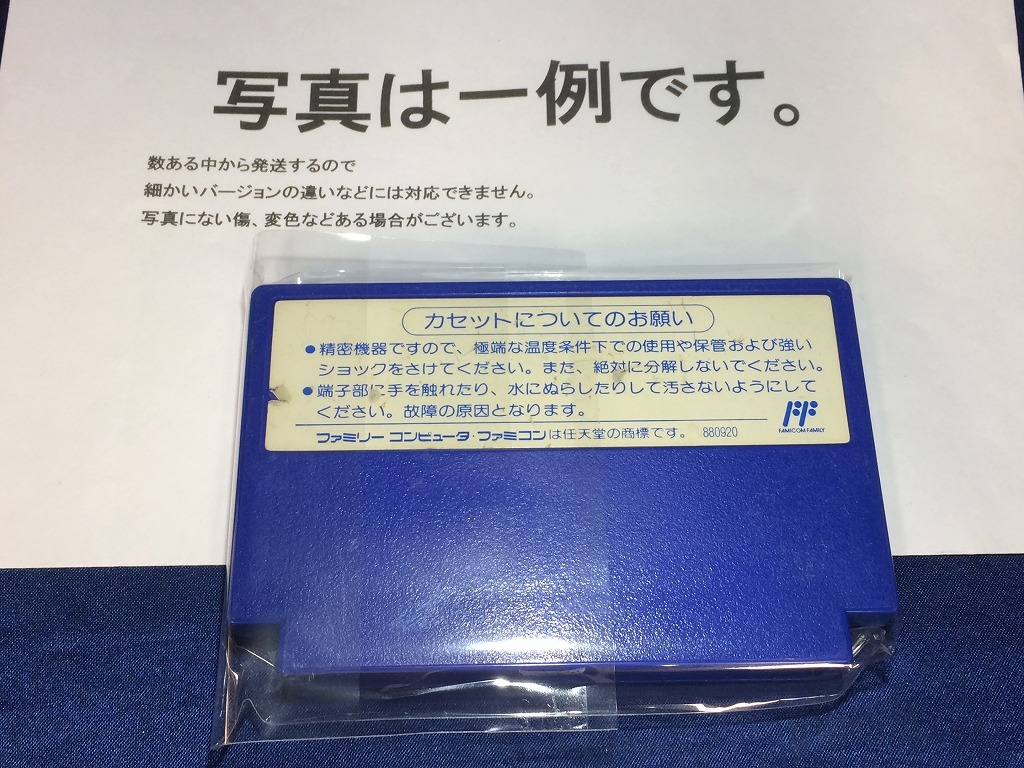 写真は一例です。
数ある中から発送するので
細かいバージョンの違いなどには対応できません。
写真にない傷、変色などある場合がございます。
カセットについてのお願い
●精密機器ですので、極端な温度条件下での使用や保管および強い
ショックをさけてください。また、絶対に分解しないでください。
●端子部に手を触れたり、水にぬらしたりして汚さないようにして
ください。故障の原因となります。
FAMICOM FAMILY
ファミリー コンピュータ・ファミコンは任天堂の商標です。 880920